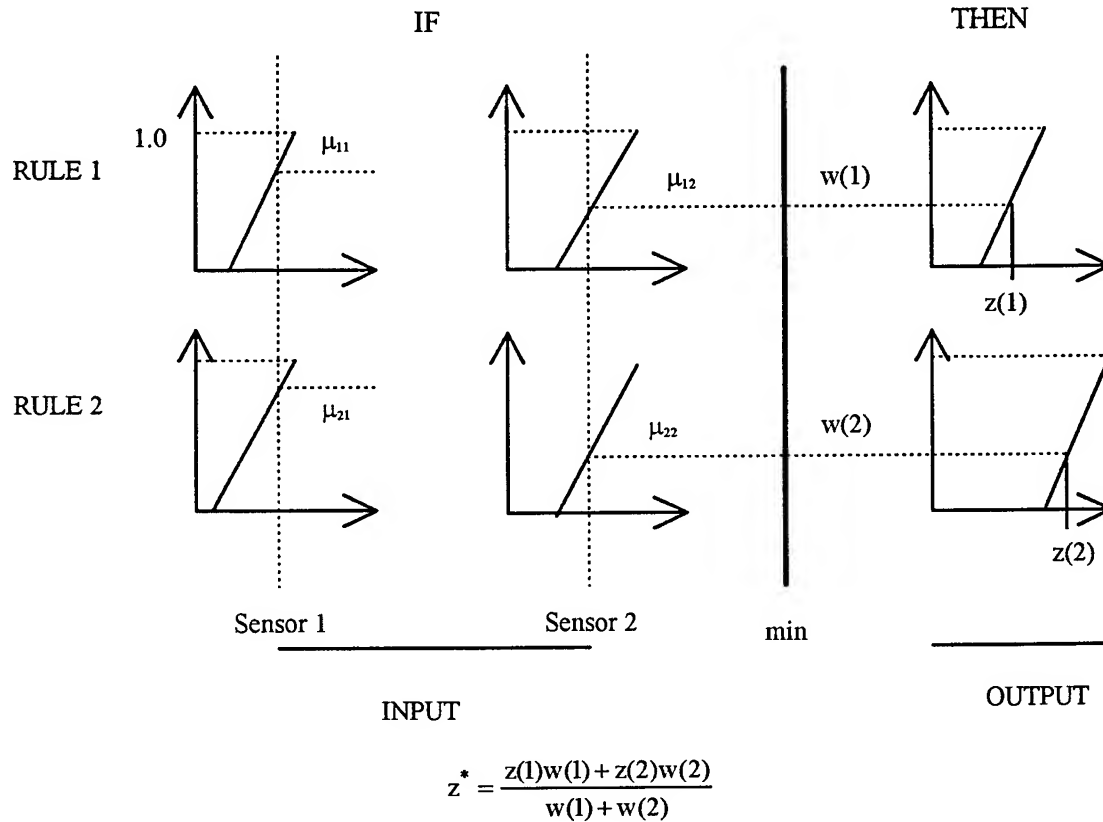 IF THEN
1.0
RULE 1 μ₁₁ μ₁₂ w(1)
z(1)
RULE 2 μ₂₁ μ₂₂ w(2)
z(2)
Sensor 1 Sensor 2 min
INPUT OUTPUT
z* = z(1)w(1) + z(2)w(2) / w(1) + w(2)